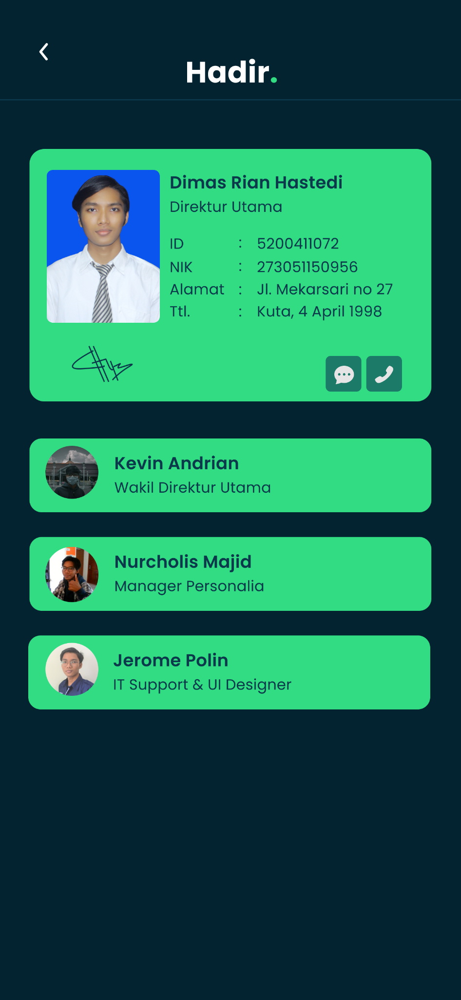 Hadir.
Dimas Rian Hastedi
Direktur Utama
ID : 5200411072
NIK : 273051150956
Alamat : Jl. Mekarsari no 27
Ttl. : Kuta, 4 April 1998
Kevin Andrian
Wakil Direktur Utama
Nurcholis Majid
Manager Personalia
Jerome Polin
IT Support & UI Designer